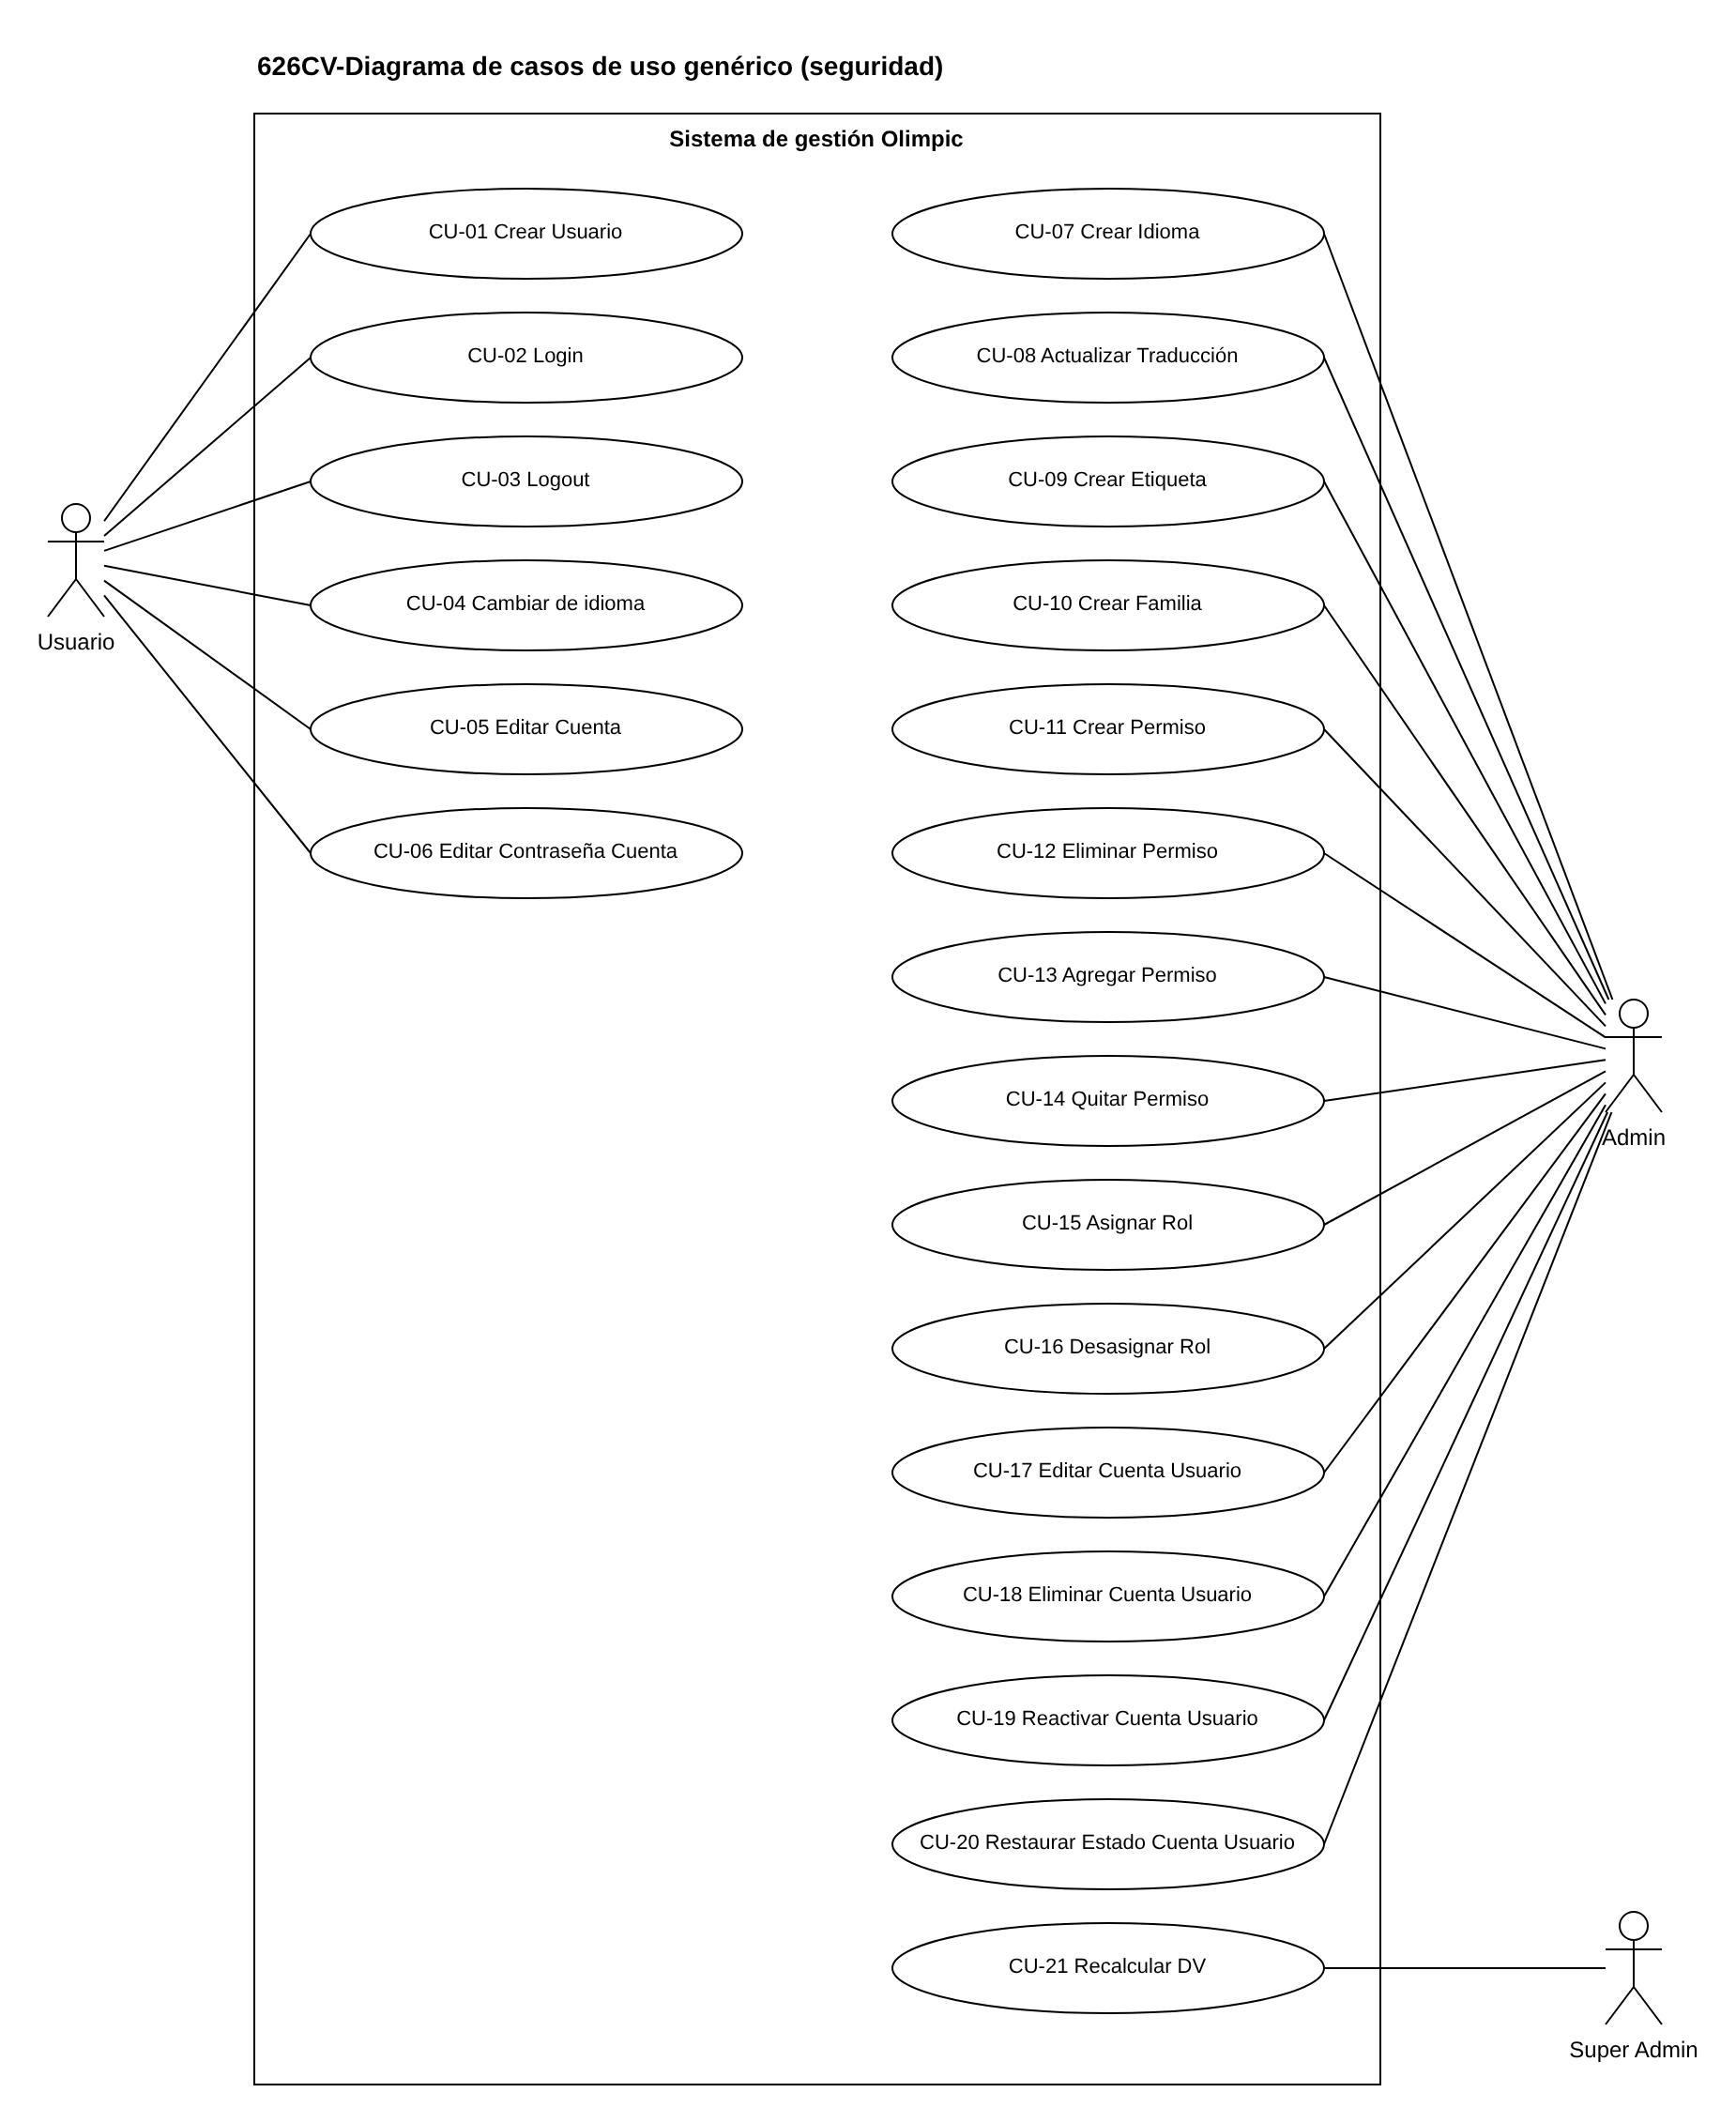 626CV-Diagrama de casos de uso genérico (seguridad)
Sistema de gestión Olimpic
CU-01 Crear Usuario
CU-02 Login
CU-03 Logout
CU-04 Cambiar de idioma
CU-05 Editar Cuenta
CU-06 Editar Contraseña Cuenta
Usuario
CU-07 Crear Idioma
CU-08 Actualizar Traducción
CU-09 Crear Etiqueta
CU-10 Crear Familia
CU-11 Crear Permiso
CU-12 Eliminar Permiso
CU-13 Agregar Permiso
CU-14 Quitar Permiso
CU-15 Asignar Rol
CU-16 Desasignar Rol
CU-17 Editar Cuenta Usuario
CU-18 Eliminar Cuenta Usuario
CU-19 Reactivar Cuenta Usuario
CU-20 Restaurar Estado Cuenta Usuario
CU-21 Recalcular DV
Admin
Super Admin